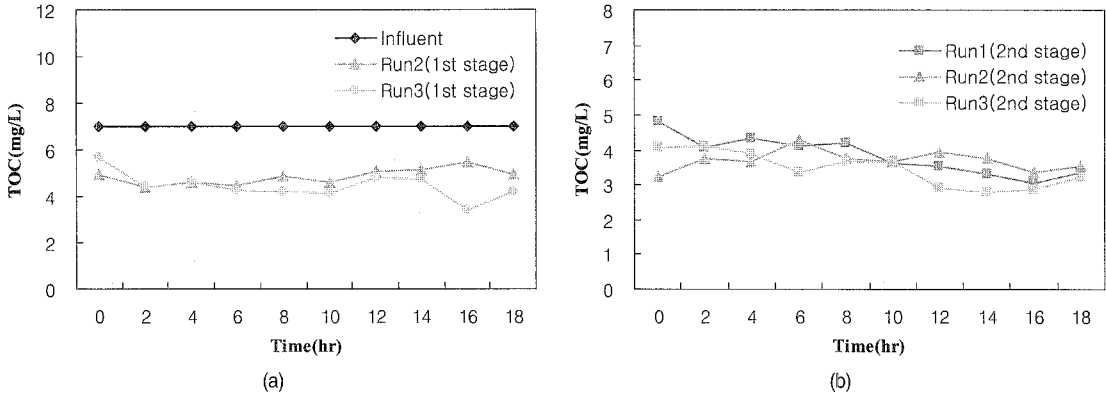 12
10
8
6
4
2
0
TOC(mg/L)
Influent
Run2(1st stage)
Run3(1st stage)
0 2 4 6 8 10 12 14 16 18
Time(hr)
(a)
8
7
6
5
4
3
2
1
0
TOC(mg/L)
Run1(2nd stage)
Run2(2nd stage)
Run3(2nd stage)
0 2 4 6 8 10 12 14 16 18
Time(hr)
(b)